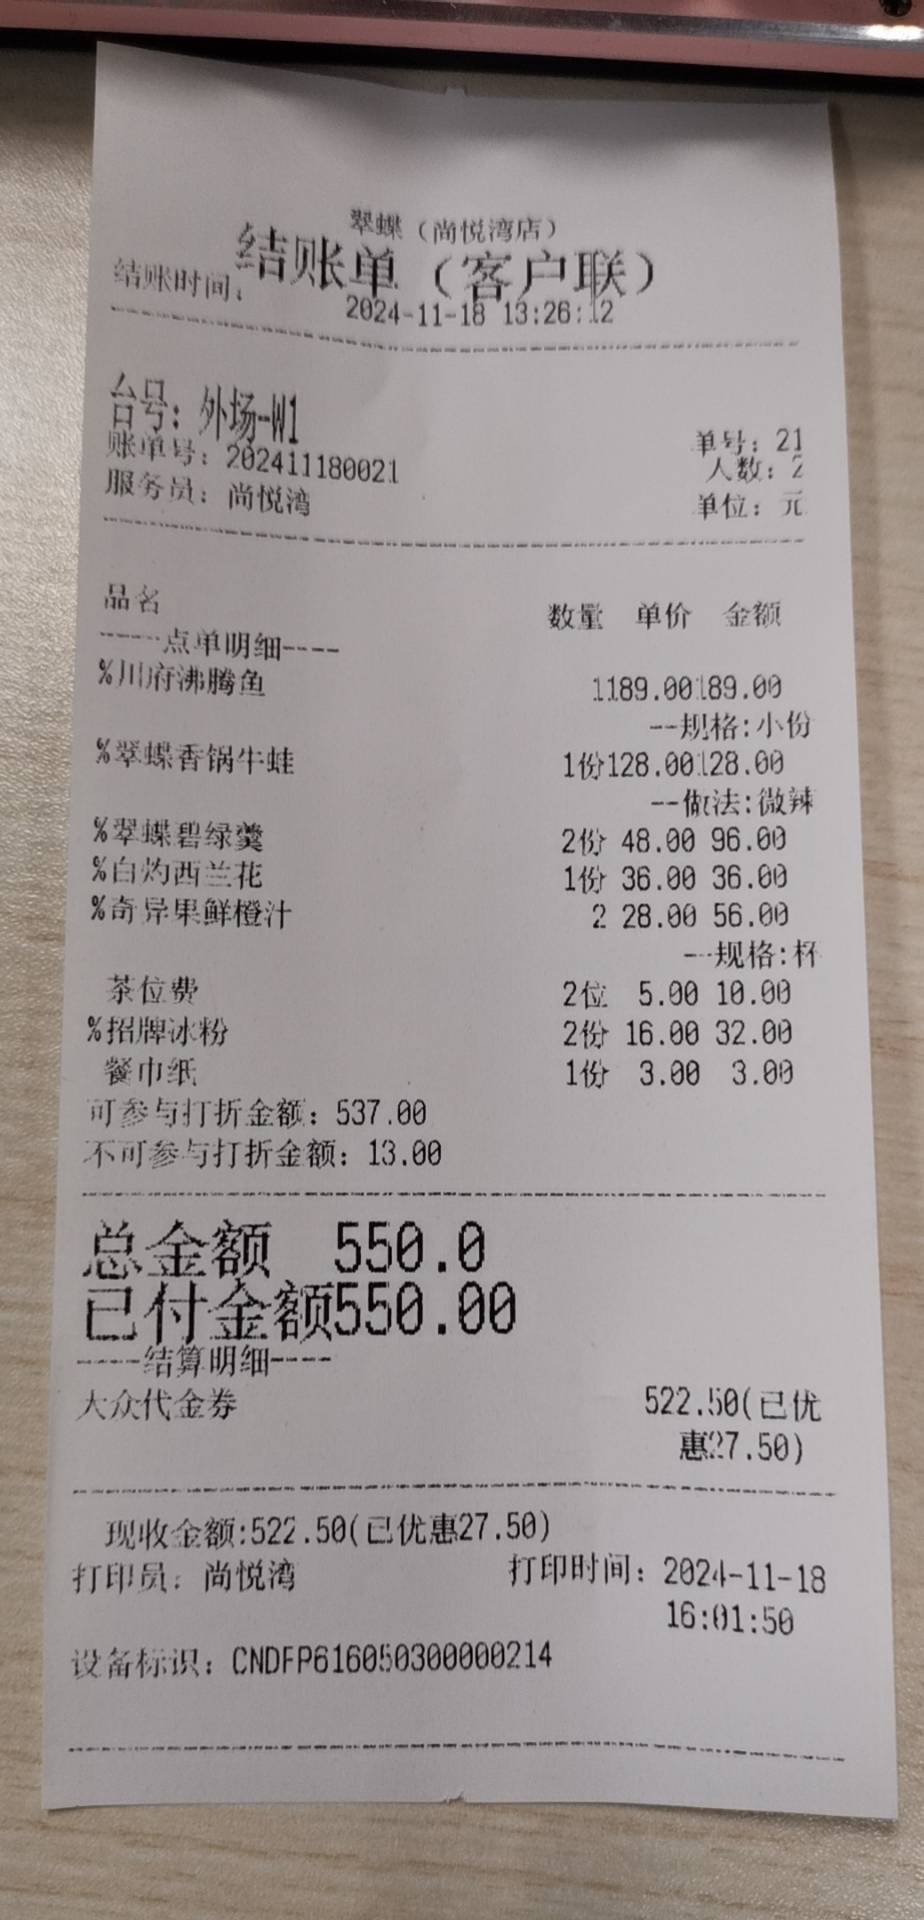 翠蝶（尚悦湾店）
结账单（客户联）
结账时间：
2024-11-18 13:26:12
台号：外场-W1
账单号：202411180021 单号：21
服务员：尚悦湾 人数：2
单位：元
品名 数量 单价 金额
------点单明细----
%川府沸腾鱼 1189.00189.00
--规格:小份
%翠蝶香锅牛蛙 1份128.00128.00
--做法:微辣
%翠蝶碧绿羹 2份 48.00 96.00
%白灼西兰花 1份 36.00 36.00
%奇异果鲜橙汁 2 28.00 56.00
--规格:杯
茶位费 2位 5.00 10.00
%招牌冰粉 2份 16.00 32.00
餐巾纸 1份 3.00 3.00
可参与打折金额：537.00
不可参与打折金额：13.00
总金额 550.0
已付金额550.00
----结算明细----
大众代金券 522.50(已优
惠27.50)
现收金额:522.50(已优惠27.50)
打印员：尚悦湾 打印时间：2024-11-18
16:01:50
设备标识：CNDFP616050300000214